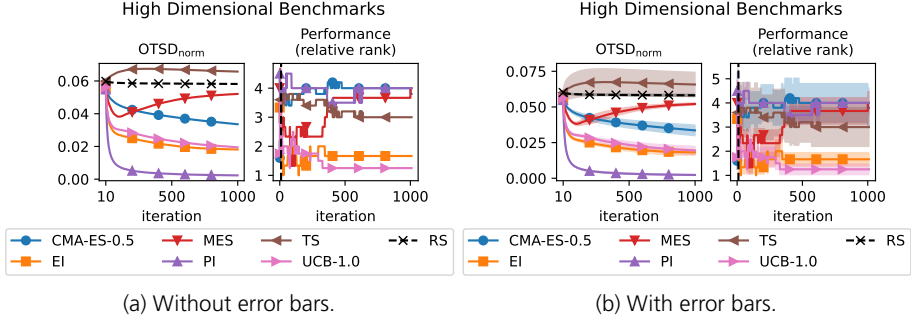 High Dimensional Benchmarks
OTSDnorm
Performance
(relative rank)
0.06
0.04
0.02
0.00
10 500 1000
iteration
4
3
2
1
0 500 1000
iteration
CMA-ES-0.5 MES TS RS
EI PI UCB-1.0
(a) Without error bars.
High Dimensional Benchmarks
OTSDnorm
Performance
(relative rank)
0.075
0.050
0.025
0.000
10 500 1000
iteration
5
4
3
2
1
0 500 1000
iteration
CMA-ES-0.5 MES TS RS
EI PI UCB-1.0
(b) With error bars.